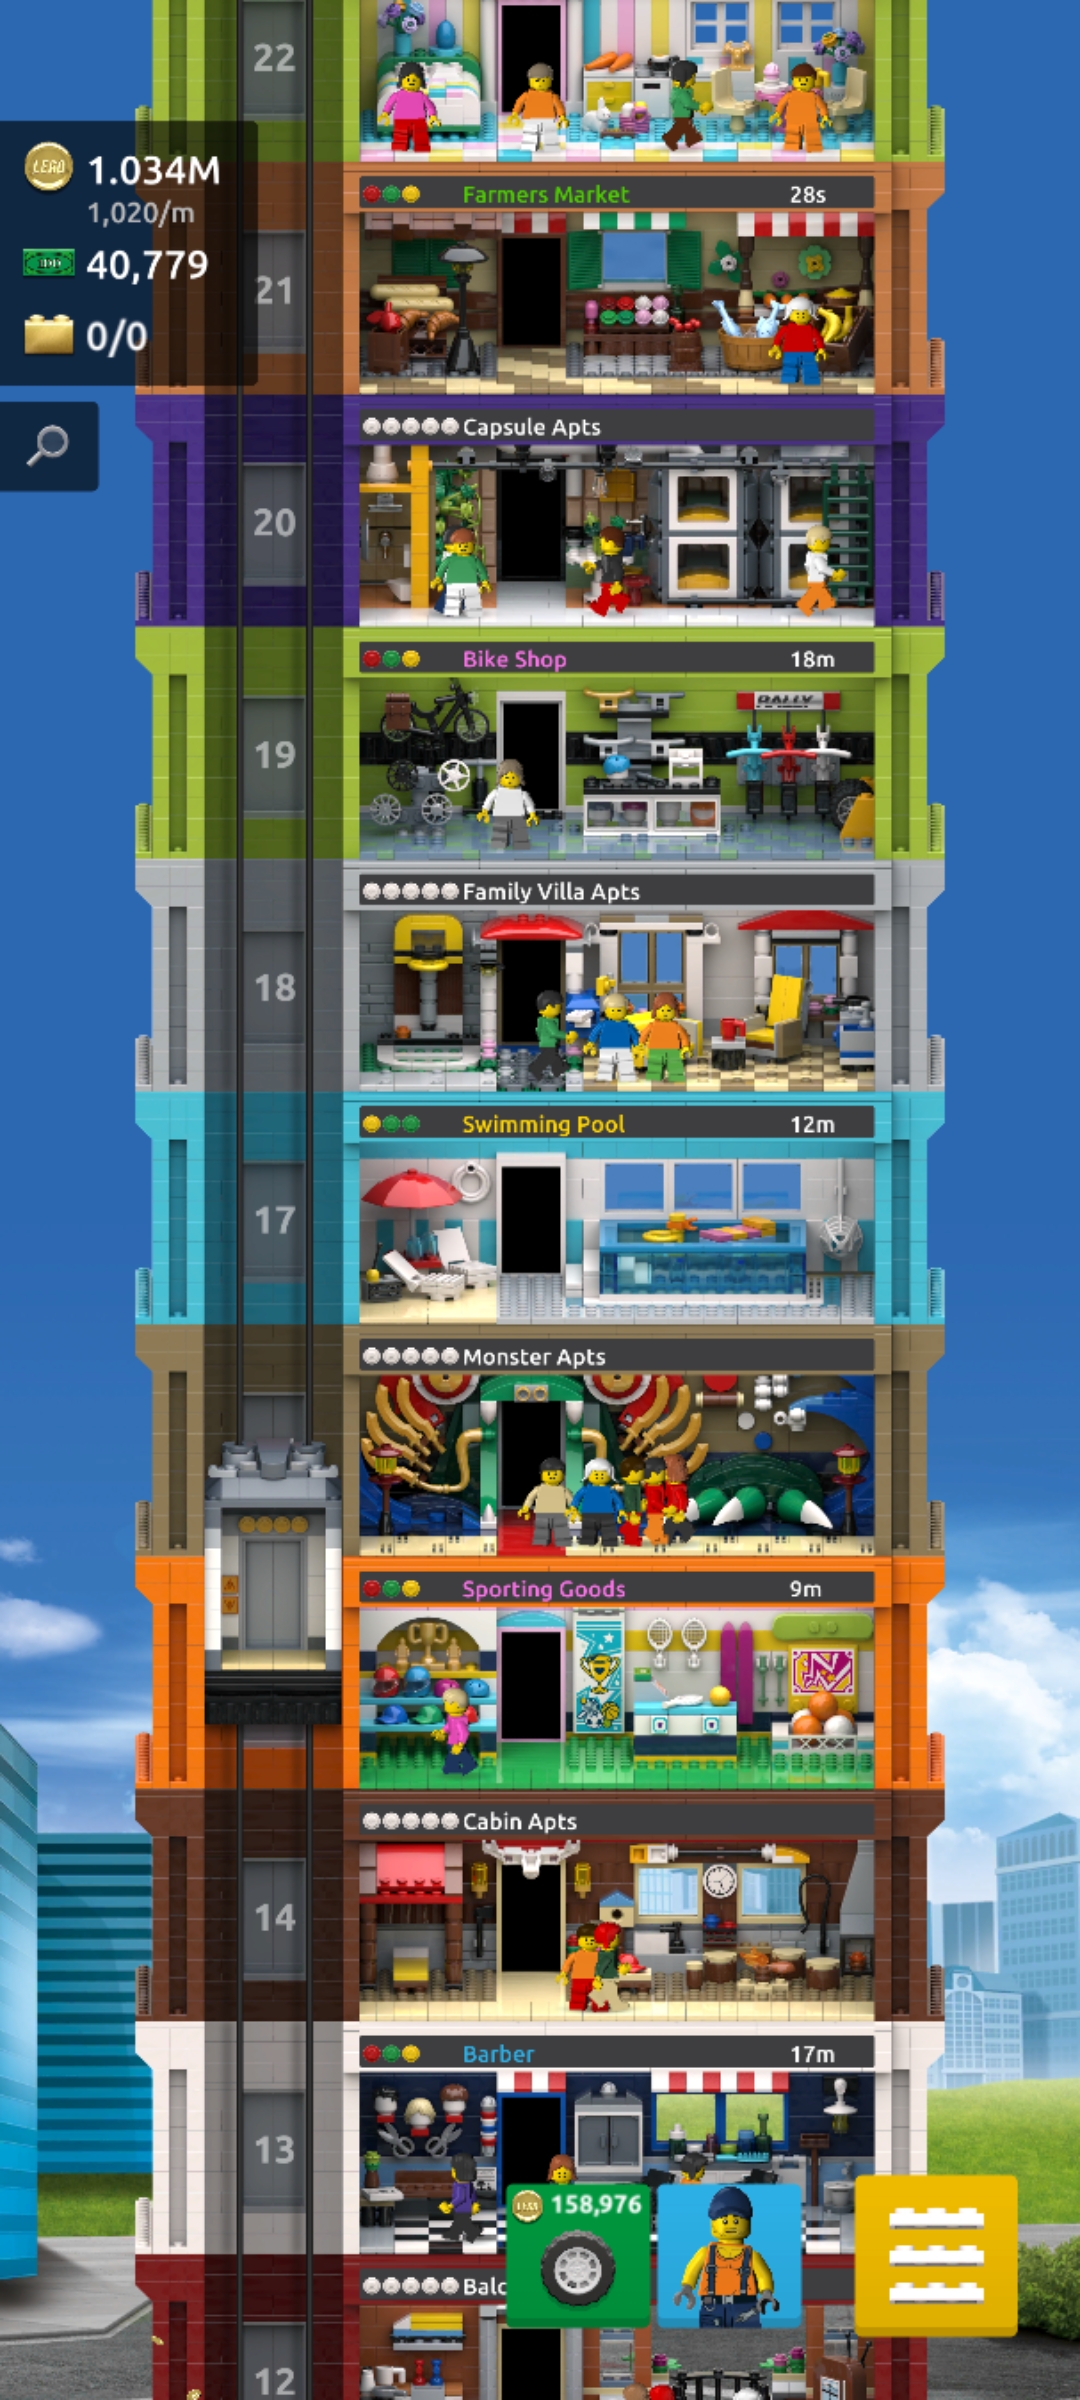 22
LEGO
1.034M
1,020/m
40,779
0/0
Farmers Market 28s
21
Capsule Apts
20
Bike Shop 18m
RALLY
19
Family Villa Apts
18
Swimming Pool 12m
17
Monster Apts
Sporting Goods 9m
N
Cabin Apts
14
Barber 17m
13
158,976
Balc
12